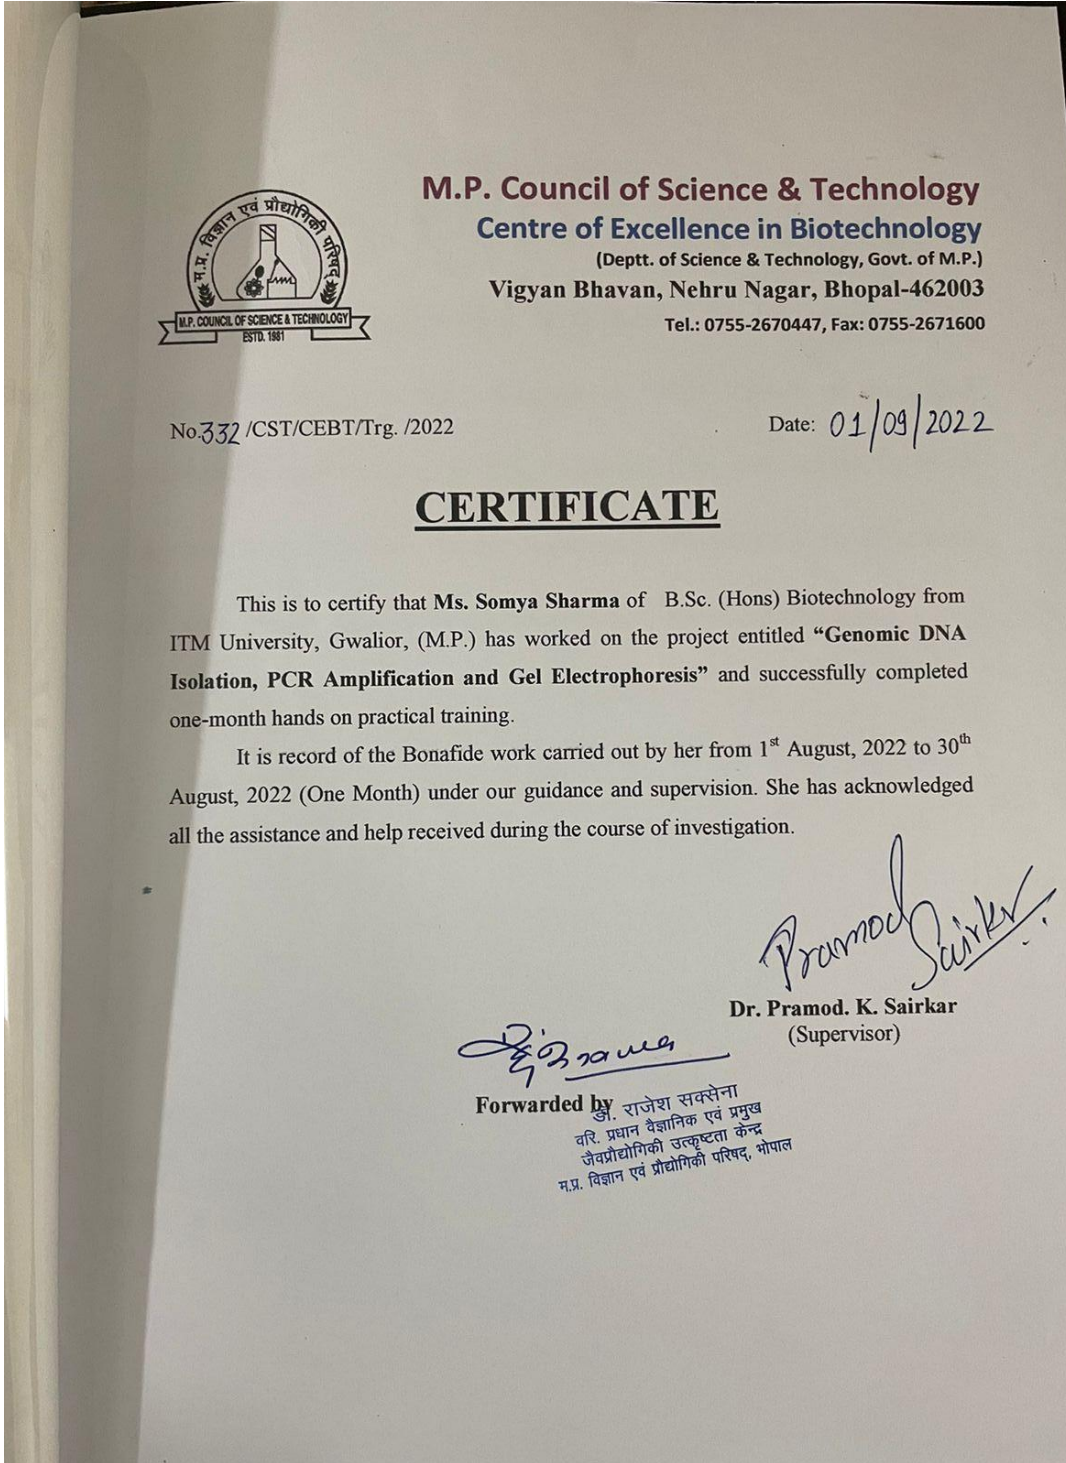 म.प्र. विज्ञान एवं प्रौद्योगिकी परिषद्
M.P. COUNCIL OF SCIENCE & TECHNOLOGY
ESTD. 1981
M.P. Council of Science & Technology
Centre of Excellence in Biotechnology
(Deptt. of Science & Technology, Govt. of M.P.)
Vigyan Bhavan, Nehru Nagar, Bhopal-462003
Tel.: 0755-2670447, Fax: 0755-2671600
No.332/CST/CEBT/Trg. /2022
Date: 01/09/2022
CERTIFICATE
This is to certify that Ms. Somya Sharma of B.Sc. (Hons) Biotechnology from
ITM University, Gwalior, (M.P.) has worked on the project entitled “Genomic DNA
Isolation, PCR Amplification and Gel Electrophoresis” and successfully completed
one-month hands on practical training.
It is record of the Bonafide work carried out by her from 1st August, 2022 to 30th
August, 2022 (One Month) under our guidance and supervision. She has acknowledged
all the assistance and help received during the course of investigation.
Pramod
Sairkar
Dr. Pramod. K. Sairkar
(Supervisor)
Forwarded by
डॉ. राजेश सक्सेना
वरि. प्रधान वैज्ञानिक एवं प्रमुख
जैवप्रौद्योगिकी उत्कृष्टता केन्द्र
म.प्र. विज्ञान एवं प्रौद्योगिकी परिषद्, भोपाल